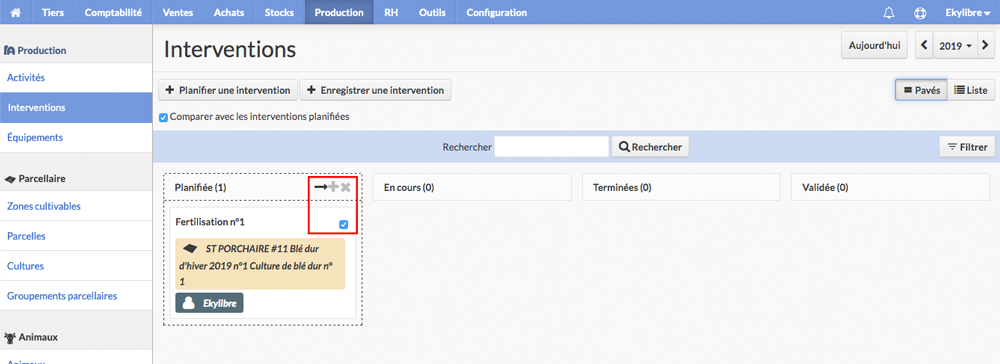 Tiers Comptabilité Ventes Achats Stocks Production RH Outils Configuration Ekylibre
Production
Activités
Interventions
Équipements
Parcellaire
Zones cultivables
Parcelles
Cultures
Groupements parcellaires
Animaux
Animaux
Interventions
Aujourd'hui 2019
Planifier une intervention Enregistrer une intervention
Pavés Liste
Comparer avec les interventions planifiées
Rechercher Rechercher Filtrer
Planifiée (1) En cours (0) Terminées (0) Validée (0)
Fertilisation n°1
ST PORCHAIRE #11 Blé dur
d'hiver 2019 n°1 Culture de blé dur n°
1
Ekylibre